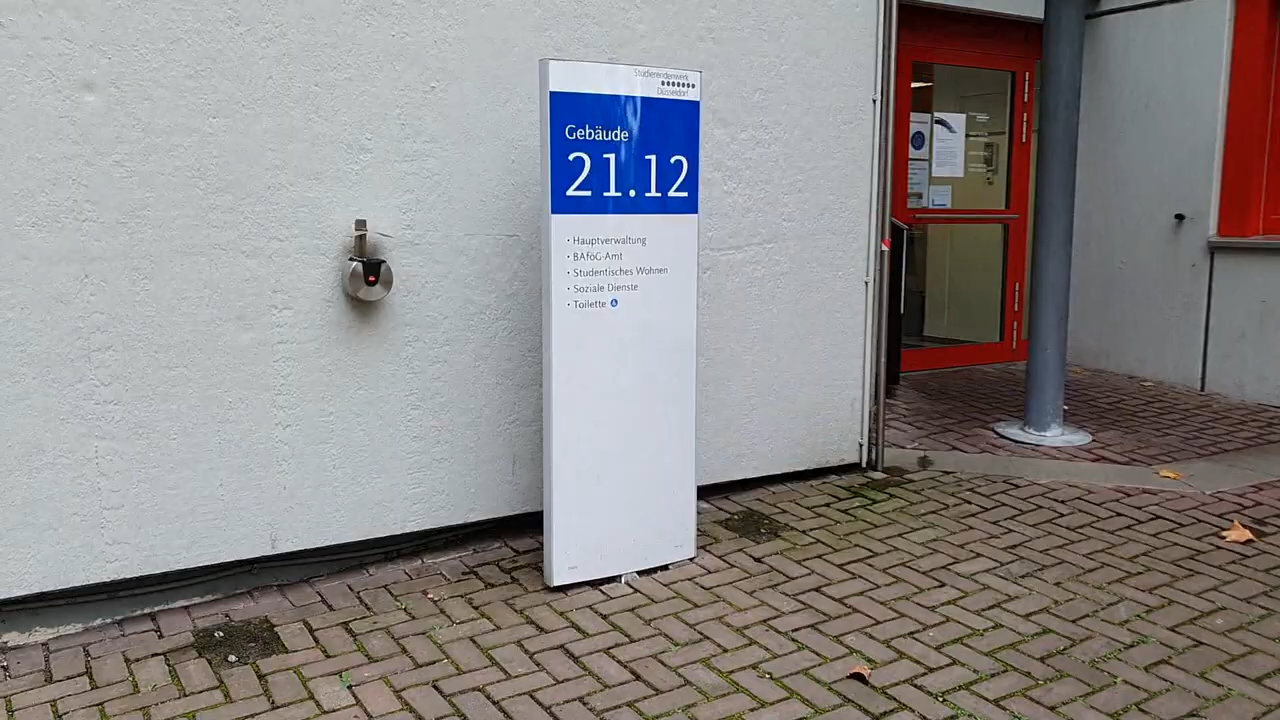 Studierendenwerk
Düsseldorf
Gebäude
21.12
• Hauptverwaltung
• BAföG-Amt
• Studentisches Wohnen
• Soziale Dienste
• Toilette